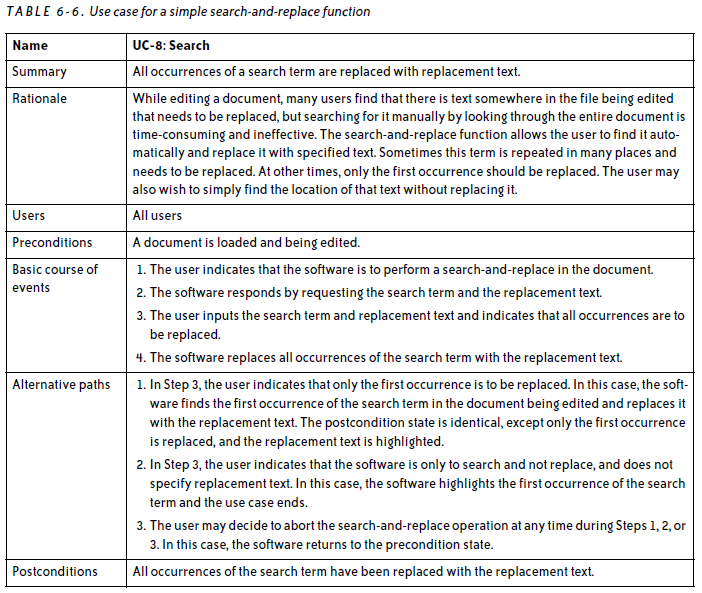 TABLE 6-6. Use case for a simple search-and-replace function
Name UC-8: Search
Summary All occurrences of a search term are replaced with replacement text.
Rationale While editing a document, many users find that there is text somewhere in the file being edited
that needs to be replaced, but searching for it manually by looking through the entire document is
time-consuming and ineffective. The search-and-replace function allows the user to find it auto-
matically and replace it with specified text. Sometimes this term is repeated in many places and
needs to be replaced. At other times, only the first occurrence should be replaced. The user may
also wish to simply find the location of that text without replacing it.
Users All users
Preconditions A document is loaded and being edited.
Basic course of
events
1. The user indicates that the software is to perform a search-and-replace in the document.
2. The software responds by requesting the search term and the replacement text.
3. The user inputs the search term and replacement text and indicates that all occurrences are to
be replaced.
4. The software replaces all occurrences of the search term with the replacement text.
Alternative paths 1. In Step 3, the user indicates that only the first occurrence is to be replaced. In this case, the soft-
ware finds the first occurrence of the search term in the document being edited and replaces it
with the replacement text. The postcondition state is identical, except only the first occurrence
is replaced, and the replacement text is highlighted.
2. In Step 3, the user indicates that the software is only to search and not replace, and does not
specify replacement text. In this case, the software highlights the first occurrence of the search
term and the use case ends.
3. The user may decide to abort the search-and-replace operation at any time during Steps 1, 2, or
3. In this case, the software returns to the precondition state.
Postconditions All occurrences of the search term have been replaced with the replacement text.